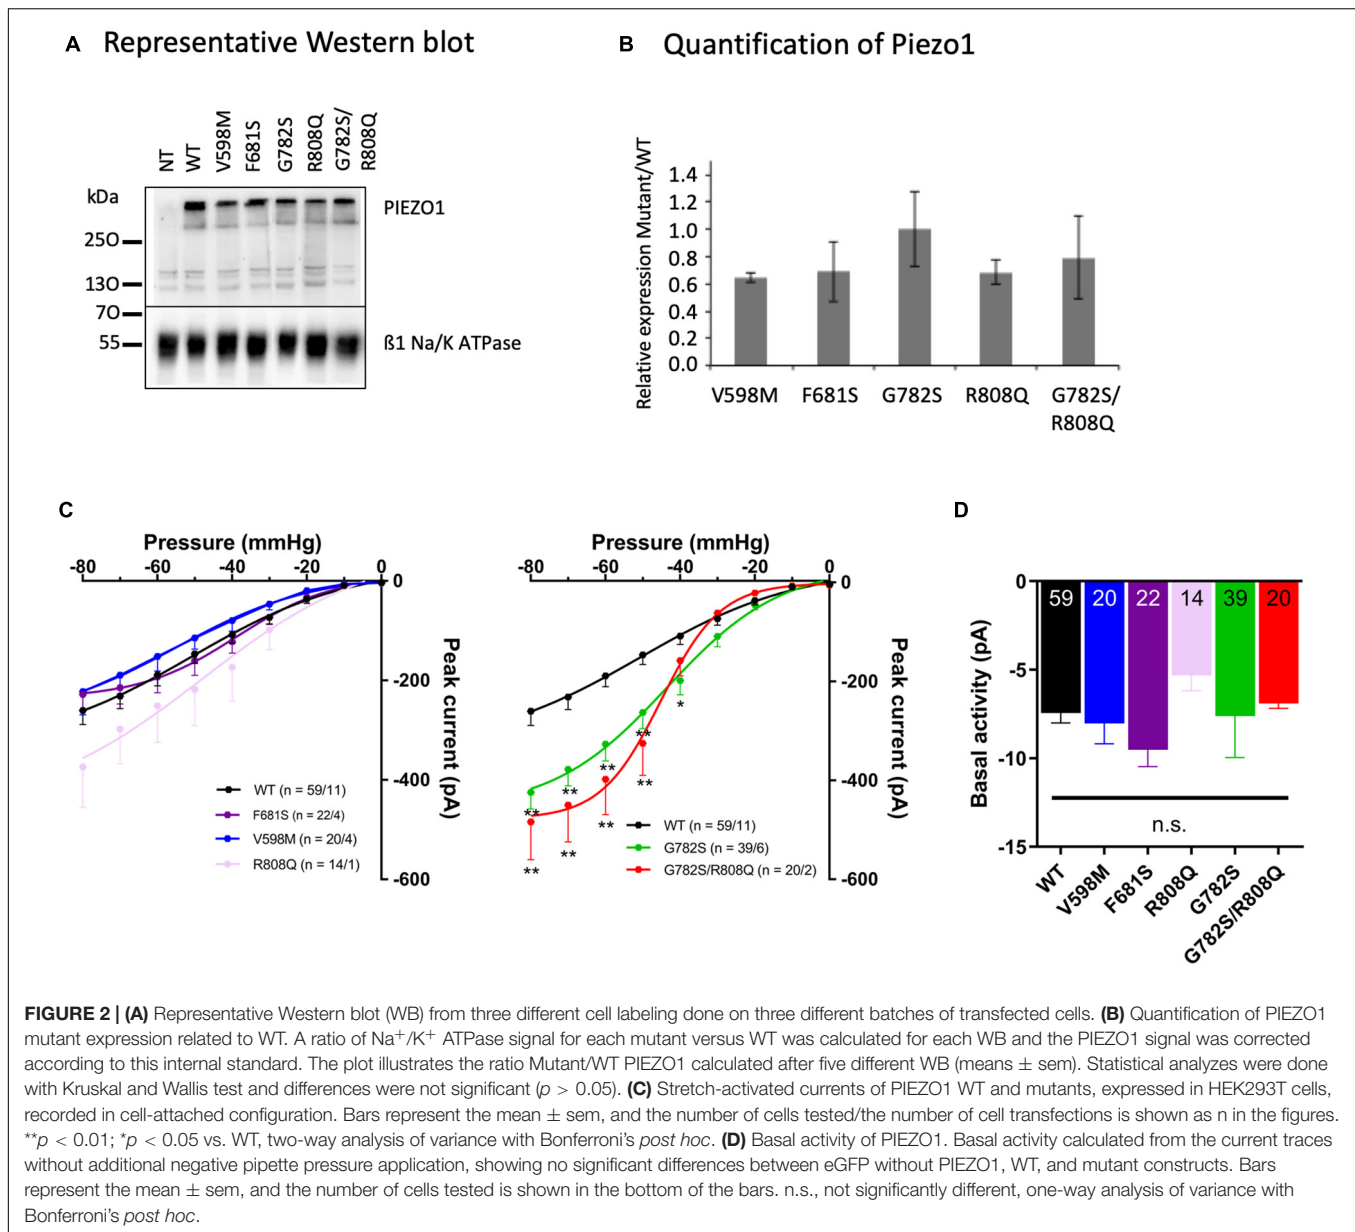 A Representative Western blot
B Quantification of Piezo1
NT
WT
V598M
F681S
G782S
R808Q
G782S/
R808Q
kDa
250
130
70
55
PIEZO1
ß1 Na/K ATPase
Relative expression Mutant/WT
1.4
1.2
1.0
0.8
0.6
0.4
0.2
0.0
V598M
F681S
G782S
R808Q
G782S/
R808Q
C
Pressure (mmHg)
-80 -60 -40 -20 0
0
-200
-400
-600
Peak current (pA)
WT (n = 59/11)
F681S (n = 22/4)
V598M (n = 20/4)
R808Q (n = 14/1)
Pressure (mmHg)
-80 -60 -40 -20 0
0
-200
-400
-600
Peak current (pA)
*
**
**
**
**
**
**
**
**
WT (n = 59/11)
G782S (n = 39/6)
G782S/R808Q (n = 20/2)
D
Basal activity (pA)
0
-5
-10
-15
59 20 22 14 39 20
n.s.
WT
V598M
F681S
R808Q
G782S
G782S/R808Q
FIGURE 2 | (A) Representative Western blot (WB) from three different cell labeling done on three different batches of transfected cells. (B) Quantification of PIEZO1
mutant expression related to WT. A ratio of Na+/K+ ATPase signal for each mutant versus WT was calculated for each WB and the PIEZO1 signal was corrected
according to this internal standard. The plot illustrates the ratio Mutant/WT PIEZO1 calculated after five different WB (means ± sem). Statistical analyzes were done
with Kruskal and Wallis test and differences were not significant (p > 0.05). (C) Stretch-activated currents of PIEZO1 WT and mutants, expressed in HEK293T cells,
recorded in cell-attached configuration. Bars represent the mean ± sem, and the number of cells tested/the number of cell transfections is shown as n in the figures.
**p < 0.01; *p < 0.05 vs. WT, two-way analysis of variance with Bonferroni's post hoc. (D) Basal activity of PIEZO1. Basal activity calculated from the current traces
without additional negative pipette pressure application, showing no significant differences between eGFP without PIEZO1, WT, and mutant constructs. Bars
represent the mean ± sem, and the number of cells tested is shown in the bottom of the bars. n.s., not significantly different, one-way analysis of variance with
Bonferroni's post hoc.